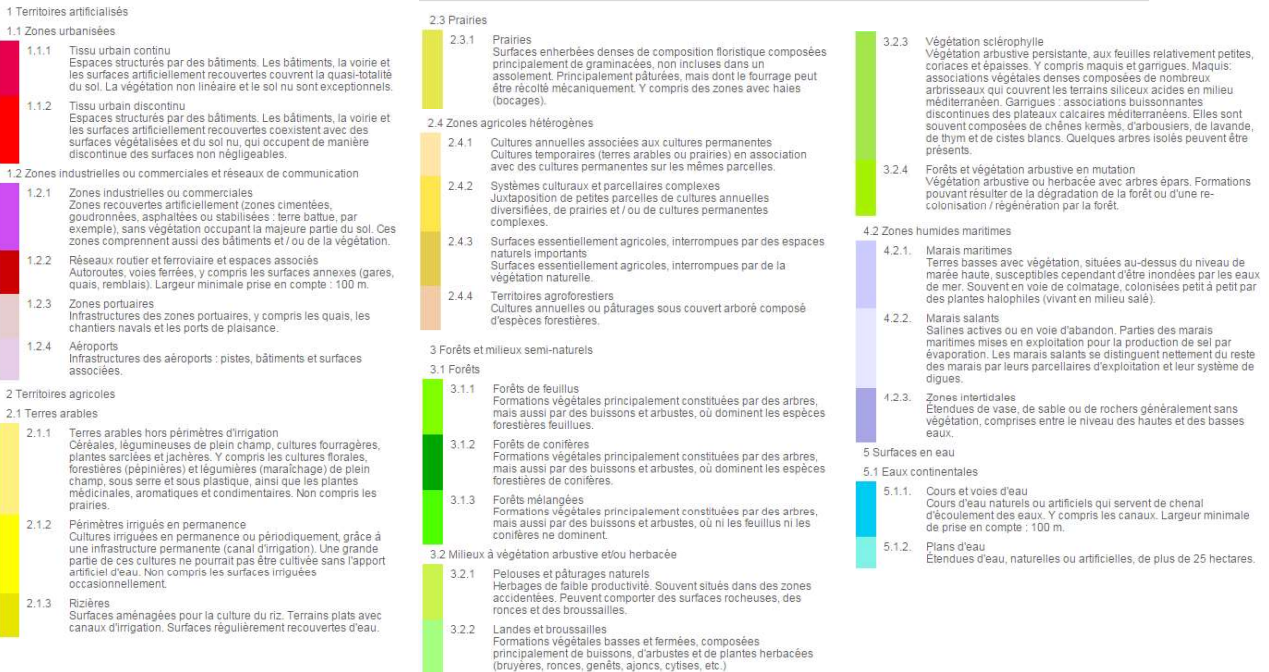 1 Territoires artificialisés
1.1 Zones urbanisées
1.1.1 Tissu urbain continu
Espaces structurés par des bâtiments. Les bâtiments, la voirie et
les surfaces artificiellement recouvertes couvrent la quasi-totalité
du sol. La végétation non linéaire et le sol nu sont exceptionnels.
1.1.2 Tissu urbain discontinu
Espaces structurés par des bâtiments. Les bâtiments, la voirie et
les surfaces artificiellement recouvertes coexistent avec des
surfaces végétalisées et du sol nu, qui occupent de manière
discontinue des surfaces non négligeables.
1.2 Zones industrielles ou commerciales et réseaux de communication
1.2.1 Zones industrielles ou commerciales
Zones recouvertes artificiellement (zones cimentées,
goudronnées, asphaltées ou stabilisées : terre battue, par
exemple), sans végétation occupant la majeure partie du sol. Ces
zones comprennent aussi des bâtiments et / ou de la végétation.
1.2.2 Réseaux routier et ferroviaire et espaces associés
Autoroutes, voies ferrées, y compris les surfaces annexes (gares,
quais, remblais). Largeur minimale prise en compte : 100 m.
1.2.3 Zones portuaires
Infrastructures des zones portuaires, y compris les quais, les
chantiers navals et les ports de plaisance.
1.2.4 Aéroports
Infrastructures des aéroports : pistes, bâtiments et surfaces
associées.
2 Territoires agricoles
2.1 Terres arables
2.1.1 Terres arables hors périmètres d'irrigation
Céréales, légumineuses de plein champ, cultures fourragères,
plantes sarclées et jachères. Y compris les cultures florales,
forestières (pépinières) et légumières (maraîchage) de plein
champ, sous serre et sous plastique, ainsi que les plantes
médicinales, aromatiques et condimentaires. Non compris les
prairies.
2.1.2 Périmètres irrigués en permanence
Cultures irriguées en permanence ou périodiquement, grâce à
une infrastructure permanente (canal d'irrigation). Une grande
partie de ces cultures ne pourrait pas être cultivée sans l'apport
artificiel d'eau. Non compris les surfaces irriguées
occasionnellement.
2.1.3 Rizières
Surfaces aménagées pour la culture du riz. Terrains plats avec
canaux d'irrigation. Surfaces régulièrement recouvertes d'eau.
2.3 Prairies
2.3.1 Prairies
Surfaces enherbées denses de composition floristique composées
principalement de graminacées, non incluses dans un
assolement. Principalement pâturées, mais dont le fourrage peut
être récolté mécaniquement. Y compris des zones avec haies
(bocages).
2.4 Zones agricoles hétérogènes
2.4.1 Cultures annuelles associées aux cultures permanentes
Cultures temporaires (terres arables ou prairies) en association
avec des cultures permanentes sur les mêmes parcelles.
2.4.2 Systèmes culturaux et parcellaires complexes
Juxtaposition de petites parcelles de cultures annuelles
diversifiées, de prairies et / ou de cultures permanentes
complexes.
2.4.3 Surfaces essentiellement agricoles, interrompues par des espaces
naturels importants
Surfaces essentiellement agricoles, interrompues par de la
végétation naturelle.
2.4.4 Territoires agroforestiers
Cultures annuelles ou pâturages sous couvert arboré composé
d'espèces forestières.
3 Forêts et milieux semi-naturels
3.1 Forêts
3.1.1 Forêts de feuillus
Formations végétales principalement constituées par des arbres,
mais aussi par des buissons et arbustes, où dominent les espèces
forestières feuillues.
3.1.2 Forêts de conifères
Formations végétales principalement constituées par des arbres,
mais aussi par des buissons et arbustes, où dominent les espèces
forestières de conifères.
3.1.3 Forêts mélangées
Formations végétales principalement constituées par des arbres,
mais aussi par des buissons et arbustes, où ni les feuillus ni les
conifères ne dominent.
3.2 Milieux à végétation arbustive et/ou herbacée
3.2.1 Pelouses et pâturages naturels
Herbages de faible productivité. Souvent situés dans des zones
accidentées. Peuvent comporter des surfaces rocheuses, des
ronces et des broussailles.
3.2.2 Landes et broussailles
Formations végétales basses et fermées, composées
principalement de buissons, d'arbustes et de plantes herbacées
(bruyères, ronces, genêts, ajoncs, cytises, etc.)
3.2.3 Végétation sclérophylle
Végétation arbustive persistante, aux feuilles relativement petites,
coriaces et épaisses. Y compris maquis et garrigues. Maquis:
associations végétales denses composées de nombreux
arbrisseaux qui couvrent les terrains siliceux acides en milieu
méditerranéen. Garrigues : associations buissonnantes
discontinues des plateaux calcaires méditerranéens. Elles sont
souvent composées de chênes kermès, d'arbousiers, de lavande,
de thym et de cistes blancs. Quelques arbres isolés peuvent être
présents.
3.2.4 Forêts et végétation arbustive en mutation
Végétation arbustive ou herbacée avec arbres épars. Formations
pouvant résulter de la dégradation de la forêt ou d'une re-
colonisation / régénération par la forêt.
4.2 Zones humides maritimes
4.2.1. Marais maritimes
Terres basses avec végétation, situées au-dessus du niveau de
marée haute, susceptibles cependant d'être inondées par les eaux
de mer. Souvent en voie de colmatage, colonisées petit à petit par
des plantes halophiles (vivant en milieu salé).
4.2.2. Marais salants
Salines actives ou en voie d'abandon. Parties des marais
maritimes mises en exploitation pour la production de sel par
évaporation. Les marais salants se distinguent nettement du reste
des marais par leurs parcellaires d'exploitation et leur système de
digues.
4.2.3. Zones intertidales
Étendues de vase, de sable ou de rochers généralement sans
végétation, comprises entre le niveau des hautes et des basses
eaux.
5 Surfaces en eau
5.1 Eaux continentales
5.1.1. Cours et voies d'eau
Cours d'eau naturels ou artificiels qui servent de chenal
d'écoulement des eaux. Y compris les canaux. Largeur minimale
de prise en compte : 100 m.
5.1.2. Plans d'eau
Étendues d'eau, naturelles ou artificielles, de plus de 25 hectares.